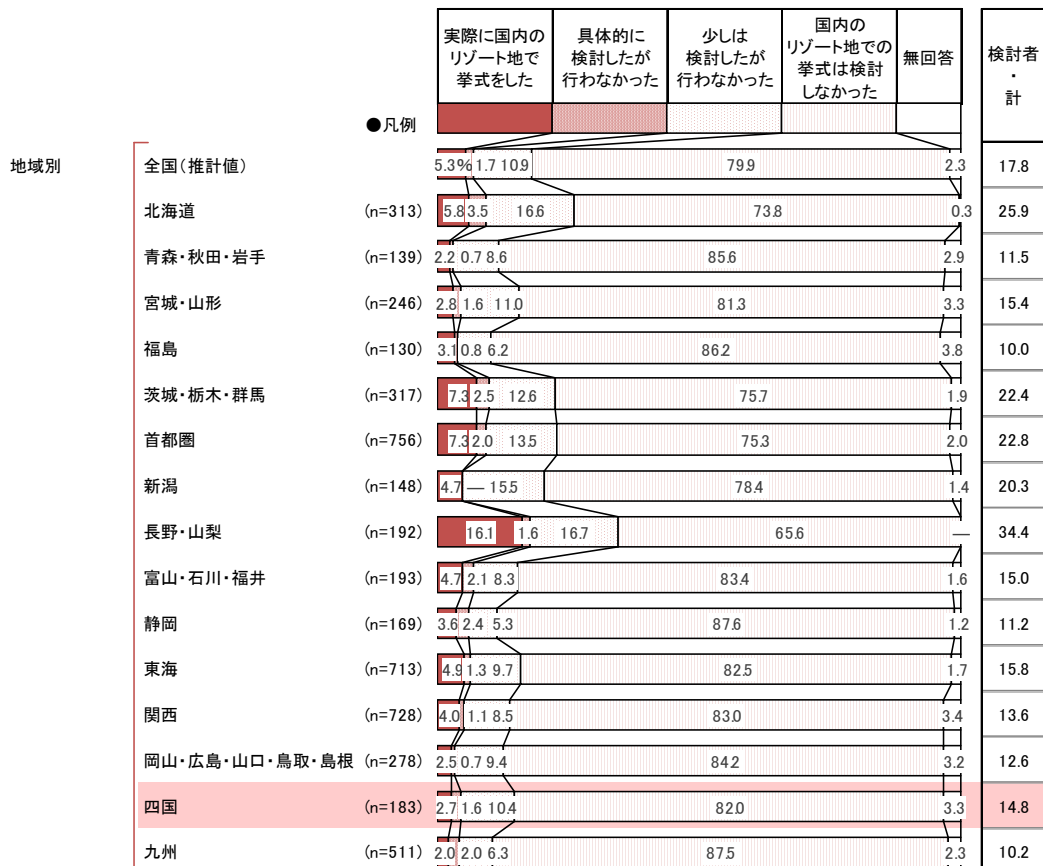 実際に国内の
リゾート地で
挙式をした
具体的に
検討したが
行わなかった
少しは
検討したが
行わなかった
国内の
リゾート地での
挙式は検討
しなかった
無回答
検討者
・
計
●凡例
地域別
全国(推計値) 5.3% 1.7 10.9 79.9 2.3 17.8
北海道 (n=313) 5.8 3.5 16.6 73.8 0.3 25.9
青森・秋田・岩手 (n=139) 2.2 0.7 8.6 85.6 2.9 11.5
宮城・山形 (n=246) 2.8 1.6 11.0 81.3 3.3 15.4
福島 (n=130) 3.1 0.8 6.2 86.2 3.8 10.0
茨城・栃木・群馬 (n=317) 7.3 2.5 12.6 75.7 1.9 22.4
首都圏 (n=756) 7.3 2.0 13.5 75.3 2.0 22.8
新潟 (n=148) 4.7 ― 15.5 78.4 1.4 20.3
長野・山梨 (n=192) 16.1 1.6 16.7 65.6 ― 34.4
富山・石川・福井 (n=193) 4.7 2.1 8.3 83.4 1.6 15.0
静岡 (n=169) 3.6 2.4 5.3 87.6 1.2 11.2
東海 (n=713) 4.9 1.3 9.7 82.5 1.7 15.8
関西 (n=728) 4.0 1.1 8.5 83.0 3.4 13.6
岡山・広島・山口・鳥取・島根 (n=278) 2.5 0.7 9.4 84.2 3.2 12.6
四国 (n=183) 2.7 1.6 10.4 82.0 3.3 14.8
九州 (n=511) 2.0 2.0 6.3 87.5 2.3 10.2